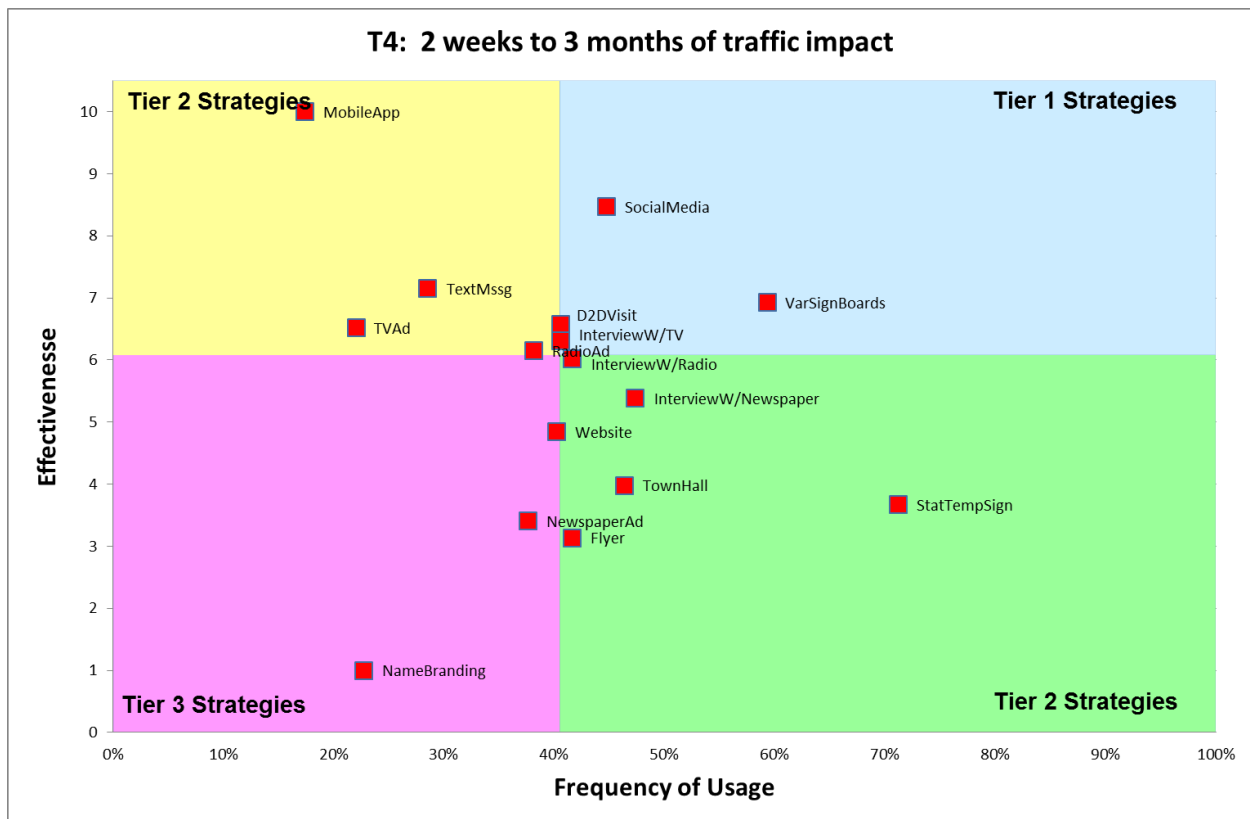 T4:  2 weeks to 3 months of traffic impact
Tier 2 Strategies
Tier 1 Strategies
MobileApp
SocialMedia
TextMssg
VarSignBoards
TVAd
D2DVisit
InterviewW/TV
RadioAd
InterviewW/Radio
InterviewW/Newspaper
Website
TownHall
StatTempSign
NewspaperAd
Flyer
NameBranding
Tier 3 Strategies
Tier 2 Strategies
Effectivenesse
10
9
8
7
6
5
4
3
2
1
0
0% 10% 20% 30% 40% 50% 60% 70% 80% 90% 100%
Frequency of Usage